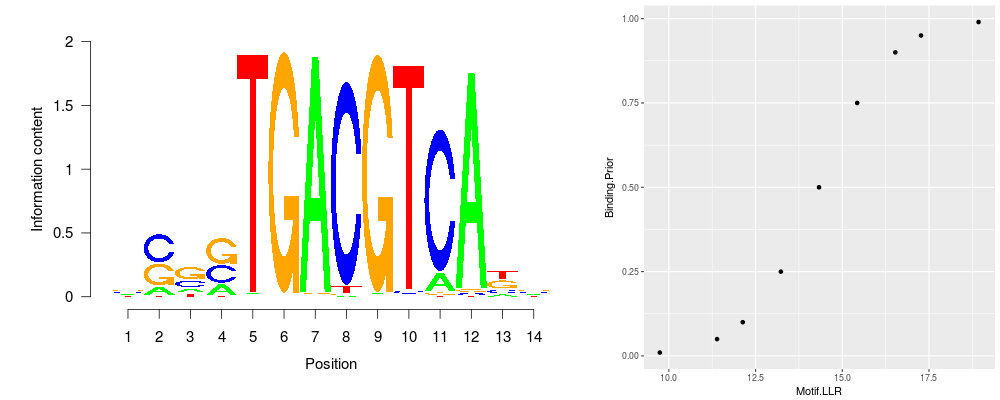 2
1.5
1
0.5
0
Information content
C G G T G A C G T C A T
G G C C
A C A A G
1 2 3 4 5 6 7 8 9 10 11 12 13 14
Position
1.00
0.75
0.50
0.25
0.00
Binding.Prior
10.0 12.5 15.0 17.5
Motif.LLR